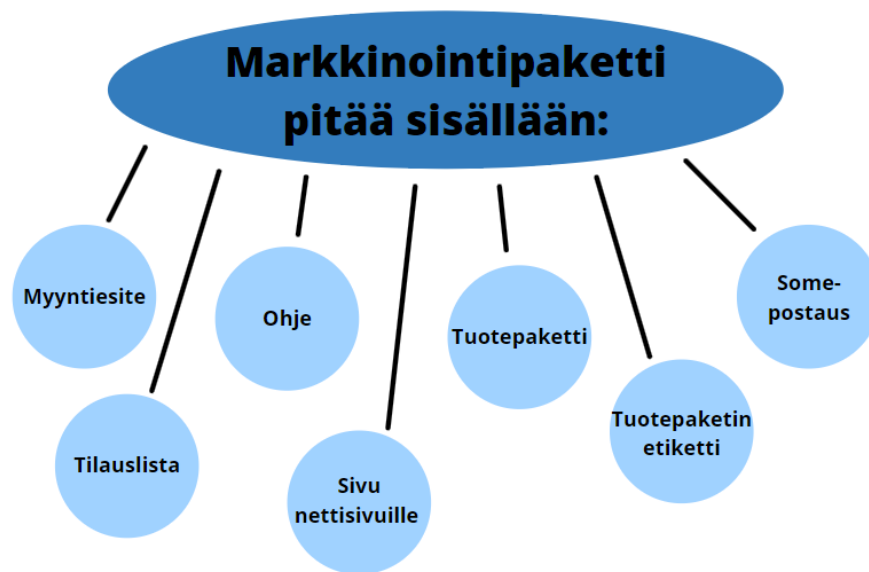 Markkinointipaketti
pitää sisällään:
Myyntiesite
Tilauslista
Ohje
Sivu
nettisivuille
Tuotepaketti
Tuotepaketin
etiketti
Some-
postaus